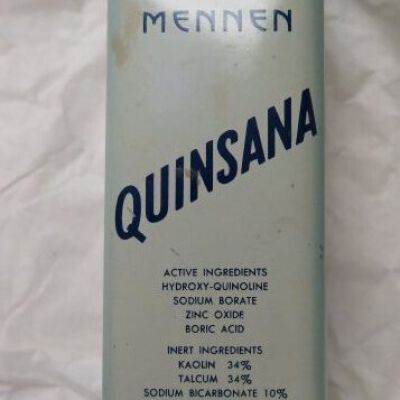 MENNEN
QUINSANA
ACTIVE INGREDIENTS
HYDROXY-QUINOLINE
SODIUM BORATE
ZINC OXIDE
BORIC ACID
INERT INGREDIENTS
KAOLIN 34%
TALCUM 34%
SODIUM BICARBONATE 10%